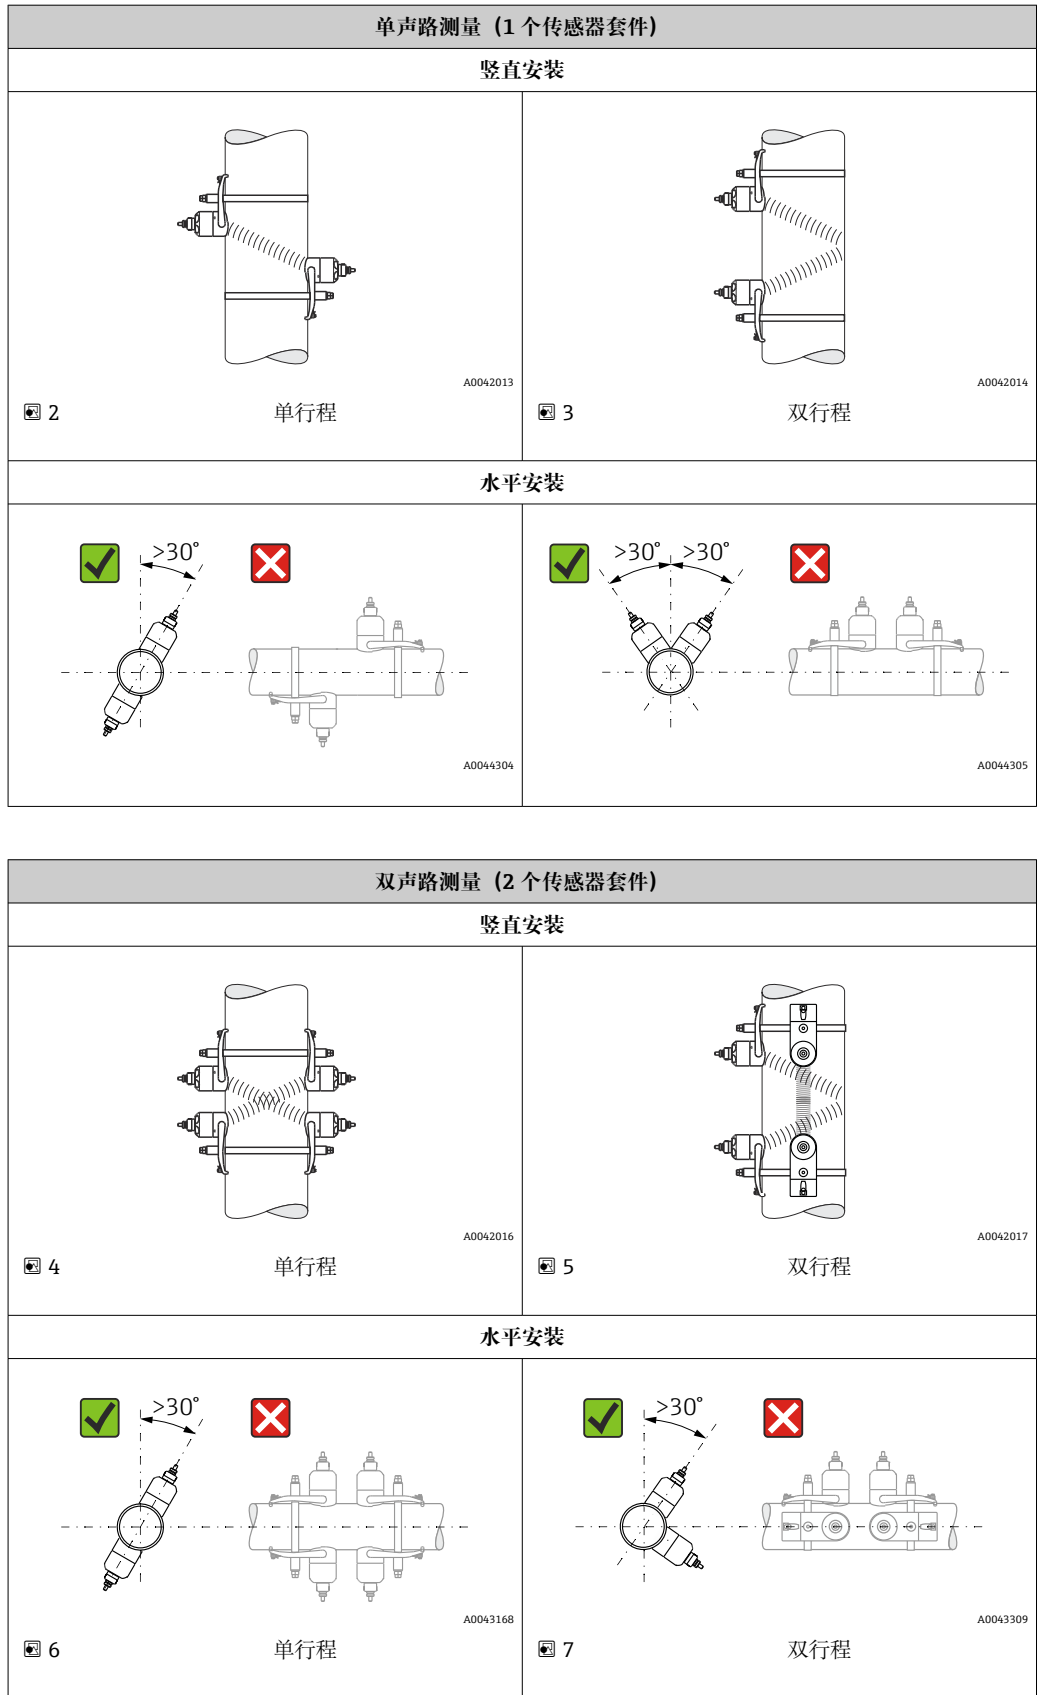 单声路测量 (1 个传感器套件)
竖直安装
A0042013
2 单行程
A0042014
3 双行程
水平安装
>30°
A0044304
>30° >30°
A0044305
双声路测量 (2 个传感器套件)
竖直安装
A0042016
4 单行程
A0042017
5 双行程
水平安装
>30°
A0043168
6 单行程
>30°
A0043309
7 双行程